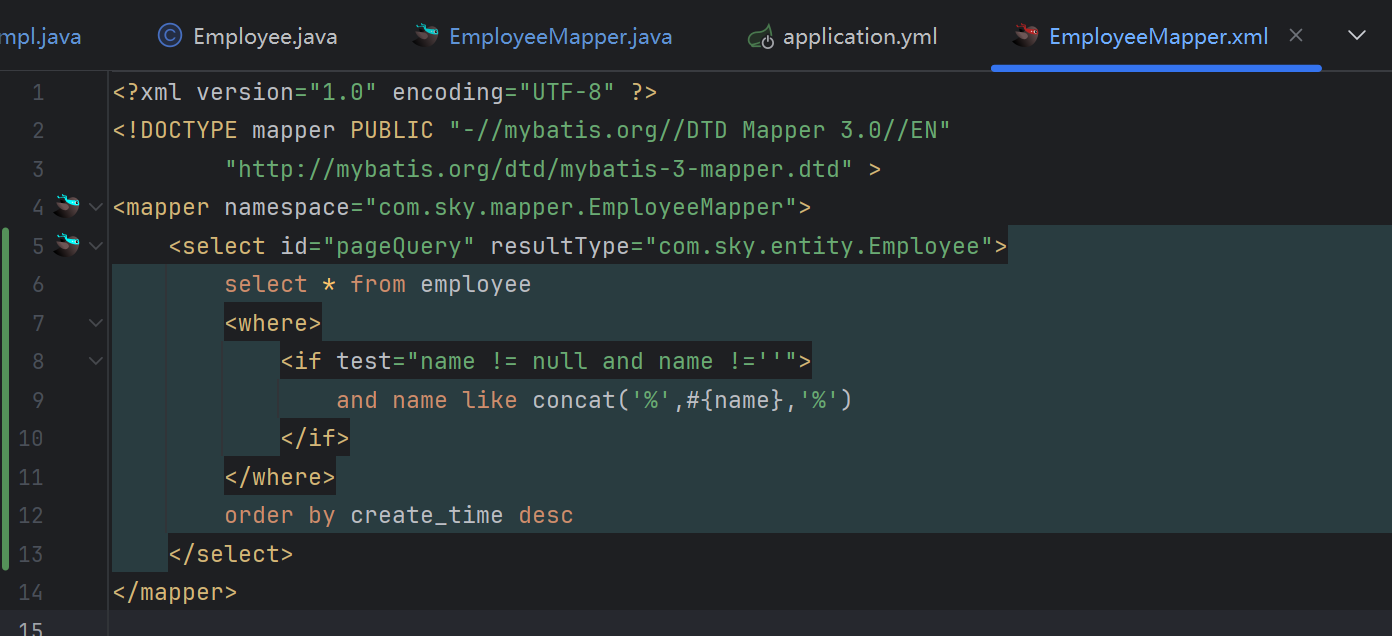 mpl.java Employee.java EmployeeMapper.java application.yml EmployeeMapper.xml
1 <?xml version="1.0" encoding="UTF-8" ?>
2 <!DOCTYPE mapper PUBLIC "-//mybatis.org//DTD Mapper 3.0//EN"
3 "http://mybatis.org/dtd/mybatis-3-mapper.dtd" >
4 <mapper namespace="com.sky.mapper.EmployeeMapper">
5 <select id="pageQuery" resultType="com.sky.entity.Employee">
6 select * from employee
7 <where>
8 <if test="name != null and name !=''">
9 and name like concat('%',#{name},'%')
10 </if>
11 </where>
12 order by create_time desc
13 </select>
14 </mapper>
15